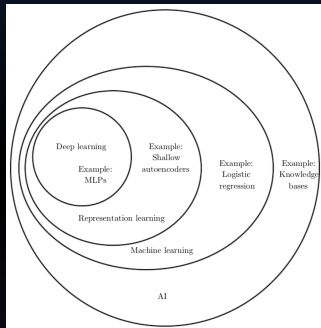 Deep learning
Example:
MLPs
Example:
Shallow
autoencoders
Example:
Logistic
regression
Example:
Knowledge
bases
Representation learning
Machine learning
AI